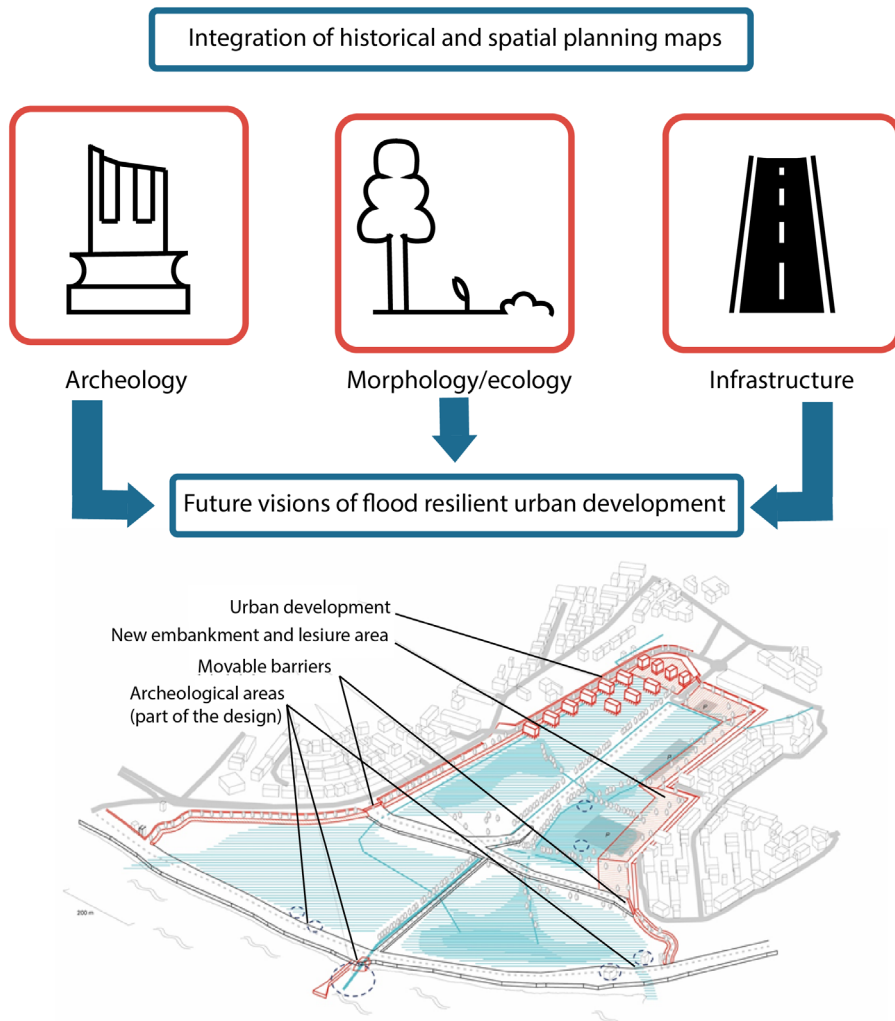 Integration of historical and spatial planning maps
Archeology
Morphology/ecology
Infrastructure
Future visions of flood resilient urban development
Urban development
New embankment and lesiure area
Movable barriers
Archeological areas
(part of the design)
P
P
P
200 m